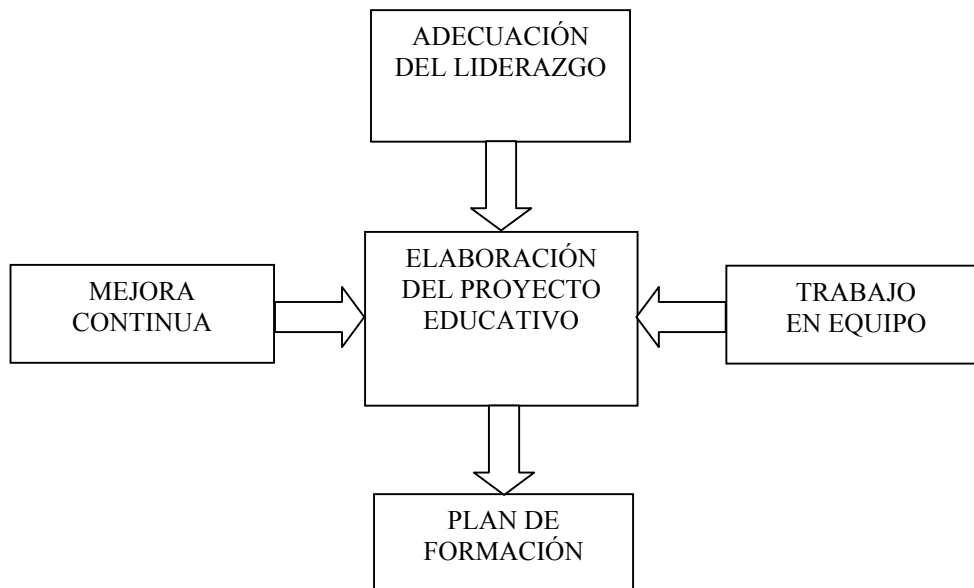 ADECUACIÓN
DEL LIDERAZGO
ELABORACIÓN
DEL PROYECTO
EDUCATIVO
MEJORA
CONTINUA
TRABAJO
EN EQUIPO
PLAN DE
FORMACIÓN